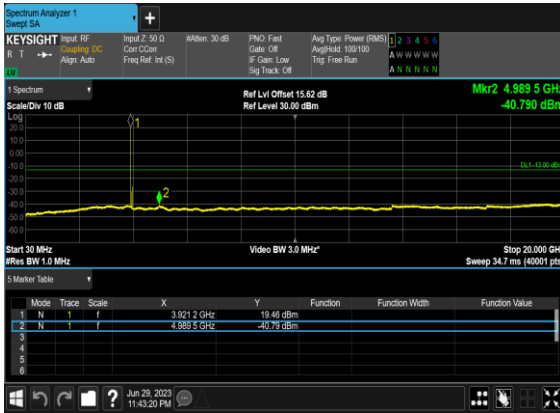 Spectrum Analyzer 1
Swept SA
+
KEYSIGHT Input: RF Input Z: 50 Ω #Atten: 30 dB PNO: Fast Avg Type: Power (RMS) 1 2 3 4 5 6
R T Coupling: DC Corr CCorr Gate: Off Avg|Hold: 100/100 A W W W W W
Align: Auto Freq Ref: Int (S) IF Gain: Low Trig: Free Run
Sig Track: Off A N N N N N
1 Spectrum
Scale/Div 10 dB
Ref Lvl Offset 15.62 dB
Ref Level 30.00 dBm
Mkr2 4.989 5 GHz
-40.790 dBm
Log
1
20.0
10.0
0.00
-10.0
DL1 -13.00 dBm
-20.0
-30.0
2
-40.0
-50.0
-60.0
Start 30 MHz Video BW 3.0 MHz* Stop 20.000 GHz
#Res BW 1.0 MHz Sweep 34.7 ms (40001 pts)
5 Marker Table
Mode Trace Scale X Y Function Function Width Function Value
1 N 1 f 3.921 2 GHz 19.46 dBm
2 N 1 f 4.989 5 GHz -40.79 dBm
3
4
5
6
? Jun 29, 2023
11:43:20 PM